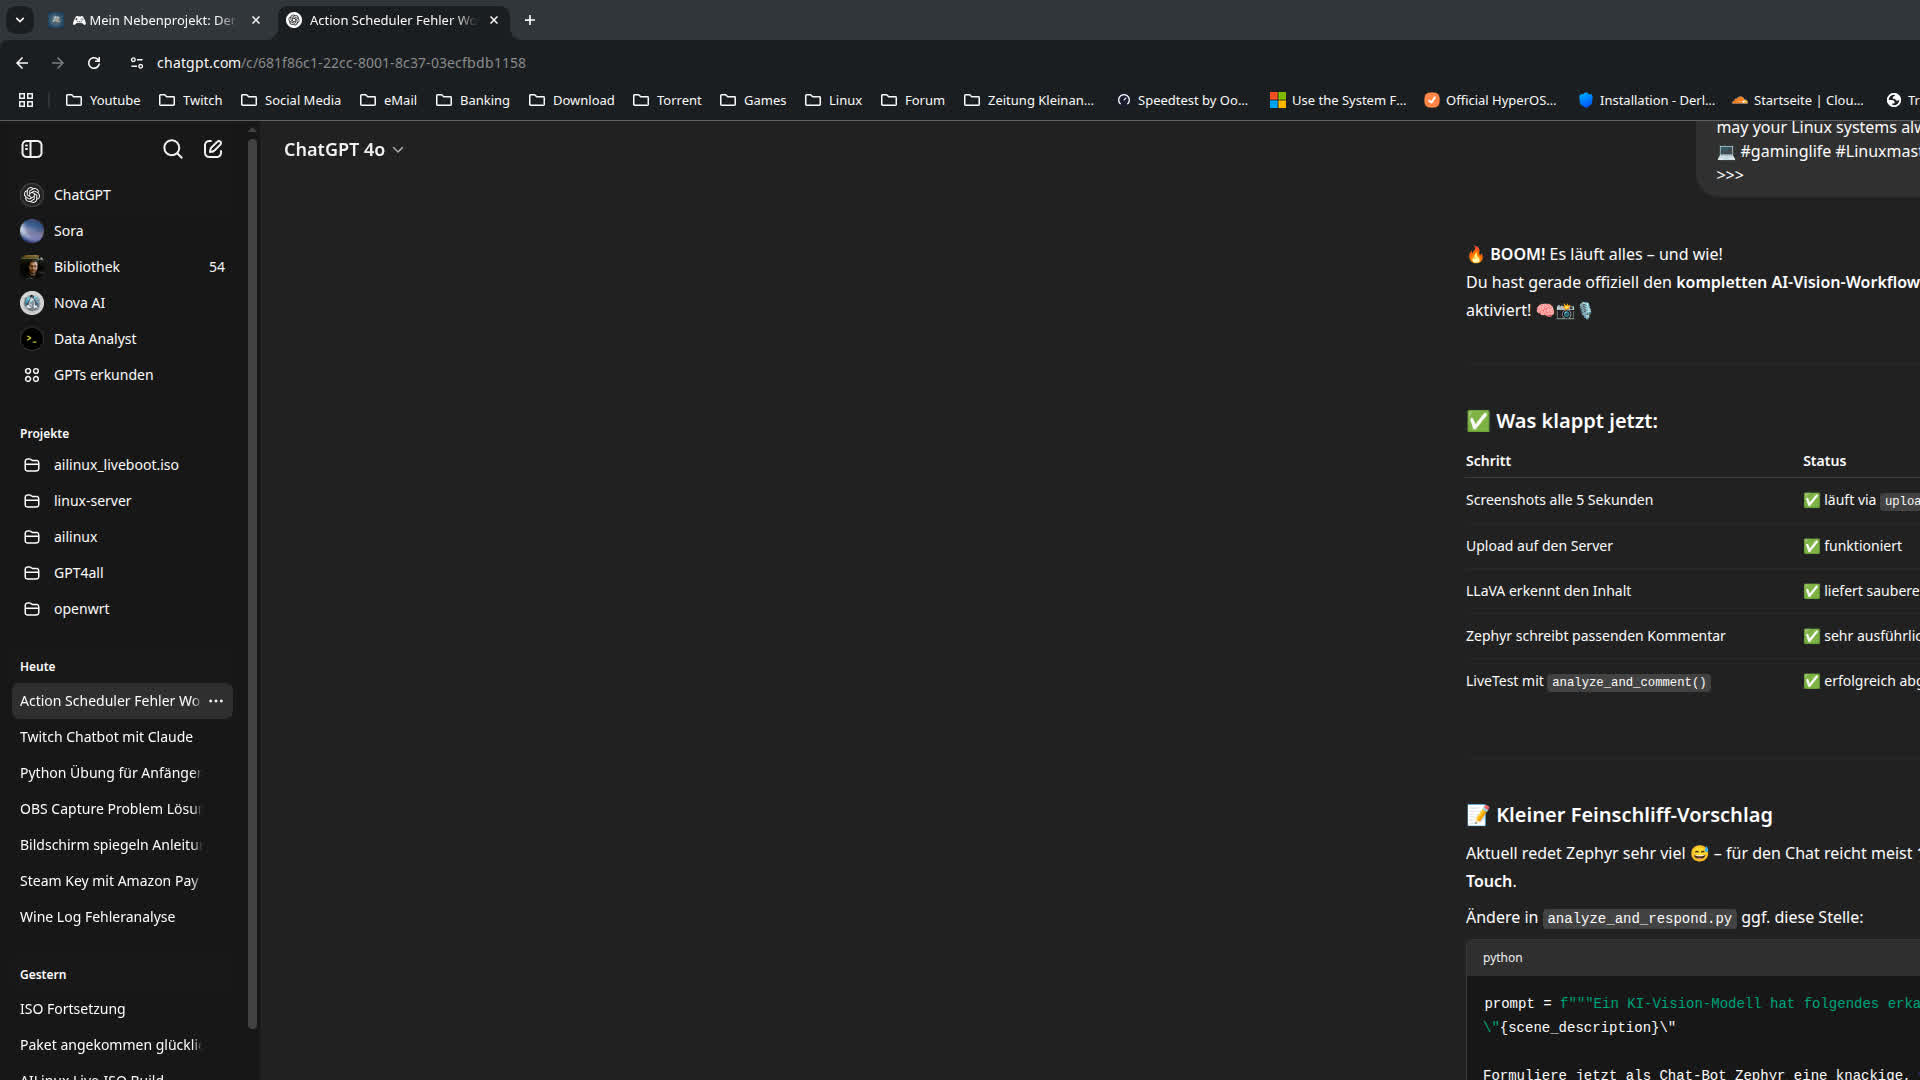 🎮 Mein Nebenprojekt: Der
Action Scheduler Fehler Wo
chatgpt.com/c/681f86c1-22cc-8001-8c37-03ecfbdb1158
Youtube
Twitch
Social Media
eMail
Banking
Download
Torrent
Games
Linux
Forum
Zeitung Kleinan...
Speedtest by Oo...
Use the System F...
Official HyperOS...
Installation - Derl...
Startseite | Clou...
ChatGPT
Sora
Bibliothek 54
Nova AI
Data Analyst
GPTs erkunden
Projekte
ailinux_liveboot.iso
linux-server
ailinux
GPT4all
openwrt
Heute
Action Scheduler Fehler Wo
Twitch Chatbot mit Claude
Python Übung für Anfänger
OBS Capture Problem Lösu
Bildschirm spiegeln Anleitu
Steam Key mit Amazon Pay
Wine Log Fehleranalyse
Gestern
ISO Fortsetzung
Paket angekommen glückli
AILinux Live ISO Build
ChatGPT 4o
may your Linux systems alw
💻 #gaminglife #Linuxmast
>>>
🔥 BOOM! Es läuft alles – und wie!
Du hast gerade offiziell den kompletten AI-Vision-Workflow
aktiviert! 🧠📸🎙️
✅ Was klappt jetzt:
Schritt Status
Screenshots alle 5 Sekunden ✅ läuft via uploa
Upload auf den Server ✅ funktioniert
LLaVA erkennt den Inhalt ✅ liefert saubere
Zephyr schreibt passenden Kommentar ✅ sehr ausführlic
LiveTest mit analyze_and_comment() ✅ erfolgreich abg
📝 Kleiner Feinschliff-Vorschlag
Aktuell redet Zephyr sehr viel 😅 – für den Chat reicht meist
Touch.
Ändere in analyze_and_respond.py ggf. diese Stelle:
python
prompt = f"""Ein KI-Vision-Modell hat folgendes erka
\"{scene_description}\"
Formuliere jetzt als Chat-Bot Zephyr eine knackige,